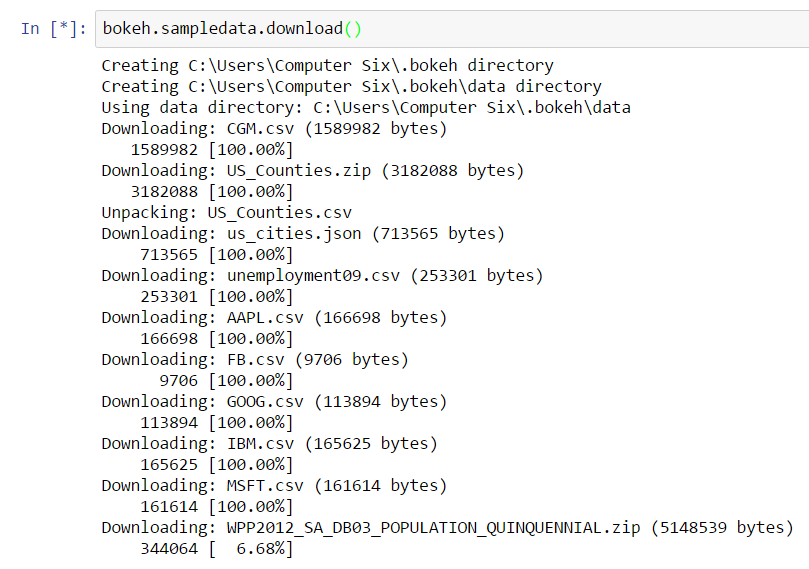 In [*]: bokeh.sampledata.download()
Creating C:\Users\Computer Six\.bokeh directory
Creating C:\Users\Computer Six\.bokeh\data directory
Using data directory: C:\Users\Computer Six\.bokeh\data
Downloading: CGM.csv (1589982 bytes)
   1589982 [100.00%]
Downloading: US_Counties.zip (3182088 bytes)
   3182088 [100.00%]
Unpacking: US_Counties.csv
Downloading: us_cities.json (713565 bytes)
    713565 [100.00%]
Downloading: unemployment09.csv (253301 bytes)
    253301 [100.00%]
Downloading: AAPL.csv (166698 bytes)
    166698 [100.00%]
Downloading: FB.csv (9706 bytes)
      9706 [100.00%]
Downloading: GOOG.csv (113894 bytes)
    113894 [100.00%]
Downloading: IBM.csv (165625 bytes)
    165625 [100.00%]
Downloading: MSFT.csv (161614 bytes)
    161614 [100.00%]
Downloading: WPP2012_SA_DB03_POPULATION_QUINQUENNIAL.zip (5148539 bytes)
    344064 [  6.68%]